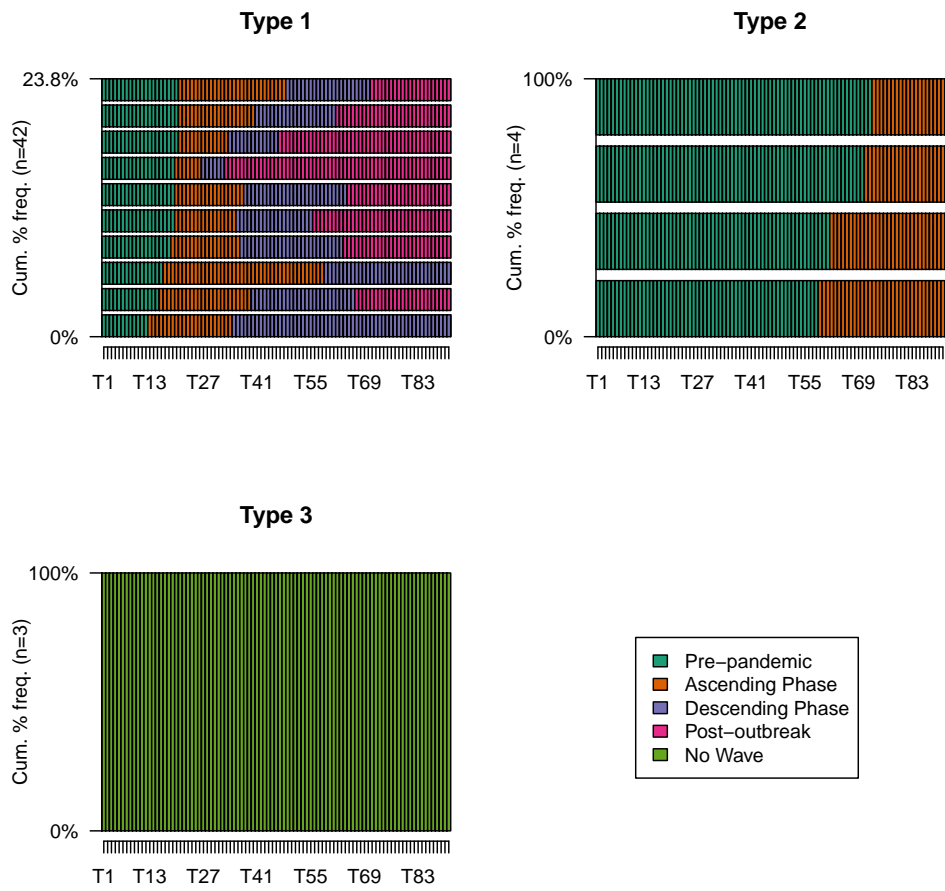 Type 1
23.8%
Cum. % freq. (n=42)
0%
T1 T13 T27 T41 T55 T69 T83
Type 2
100%
Cum. % freq. (n=4)
0%
T1 T13 T27 T41 T55 T69 T83
Type 3
100%
Cum. % freq. (n=3)
0%
T1 T13 T27 T41 T55 T69 T83
Pre−pandemic
Ascending Phase
Descending Phase
Post−outbreak
No Wave